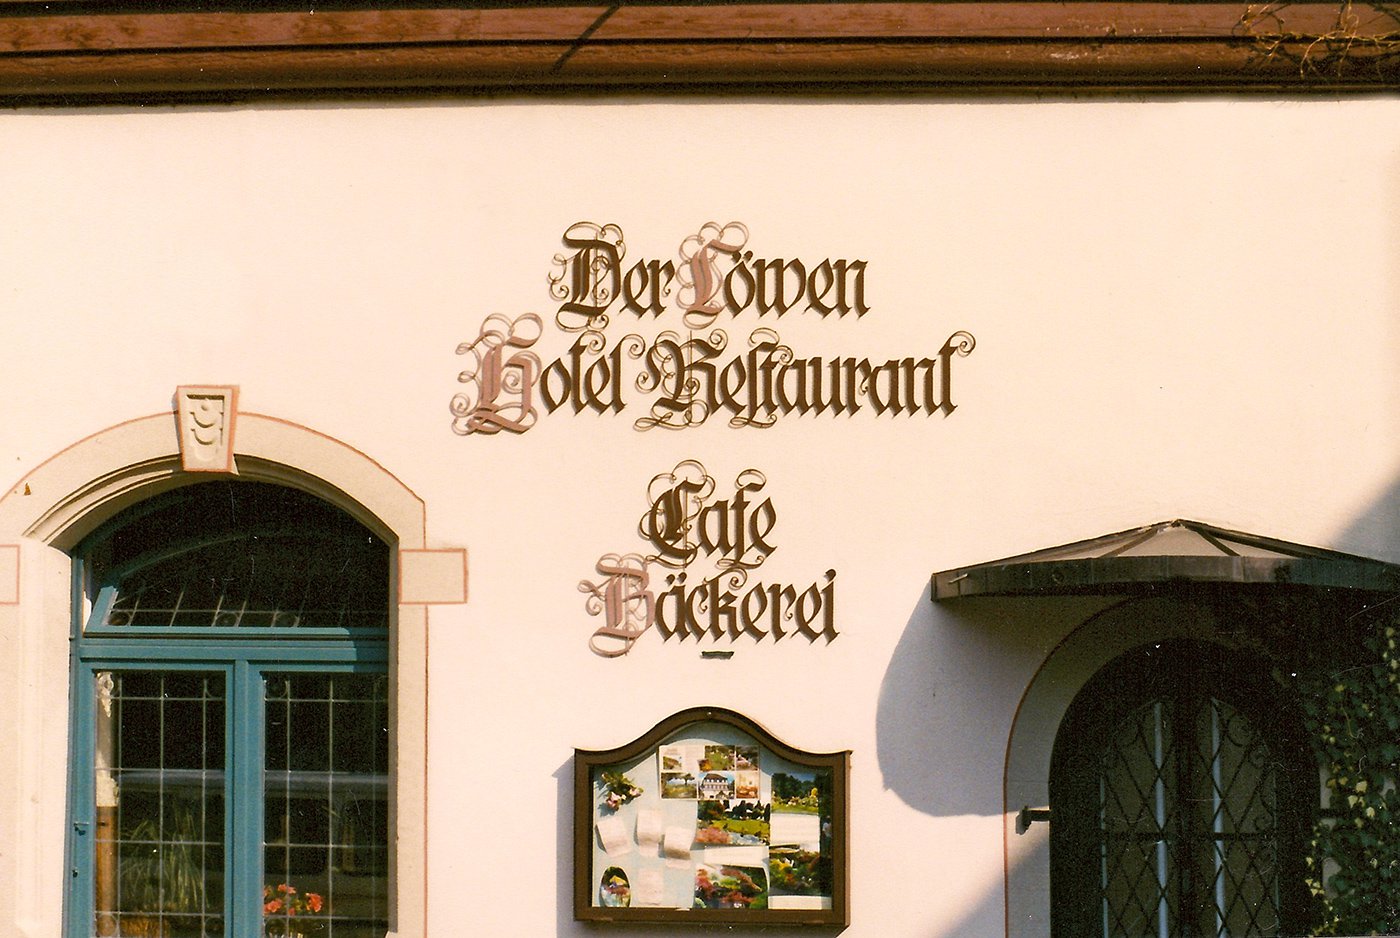 Der Löwen
Hotel Restaurant
Cafe
Bäckerei